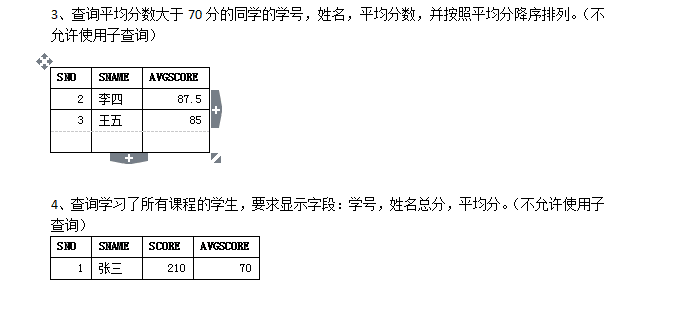 3、查询平均分数大于 70 分的同学的学号，姓名，平均分数，并按照平均分降序排列。（不
允许使用子查询）
SNO SNAME AVGSCORE
2 李四 87.5
3 王五 85
4、查询学习了所有课程的学生，要求显示字段：学号，姓名总分，平均分。（不允许使用子
查询）
SNO SNAME SCORE AVGSCORE
1 张三 210 70